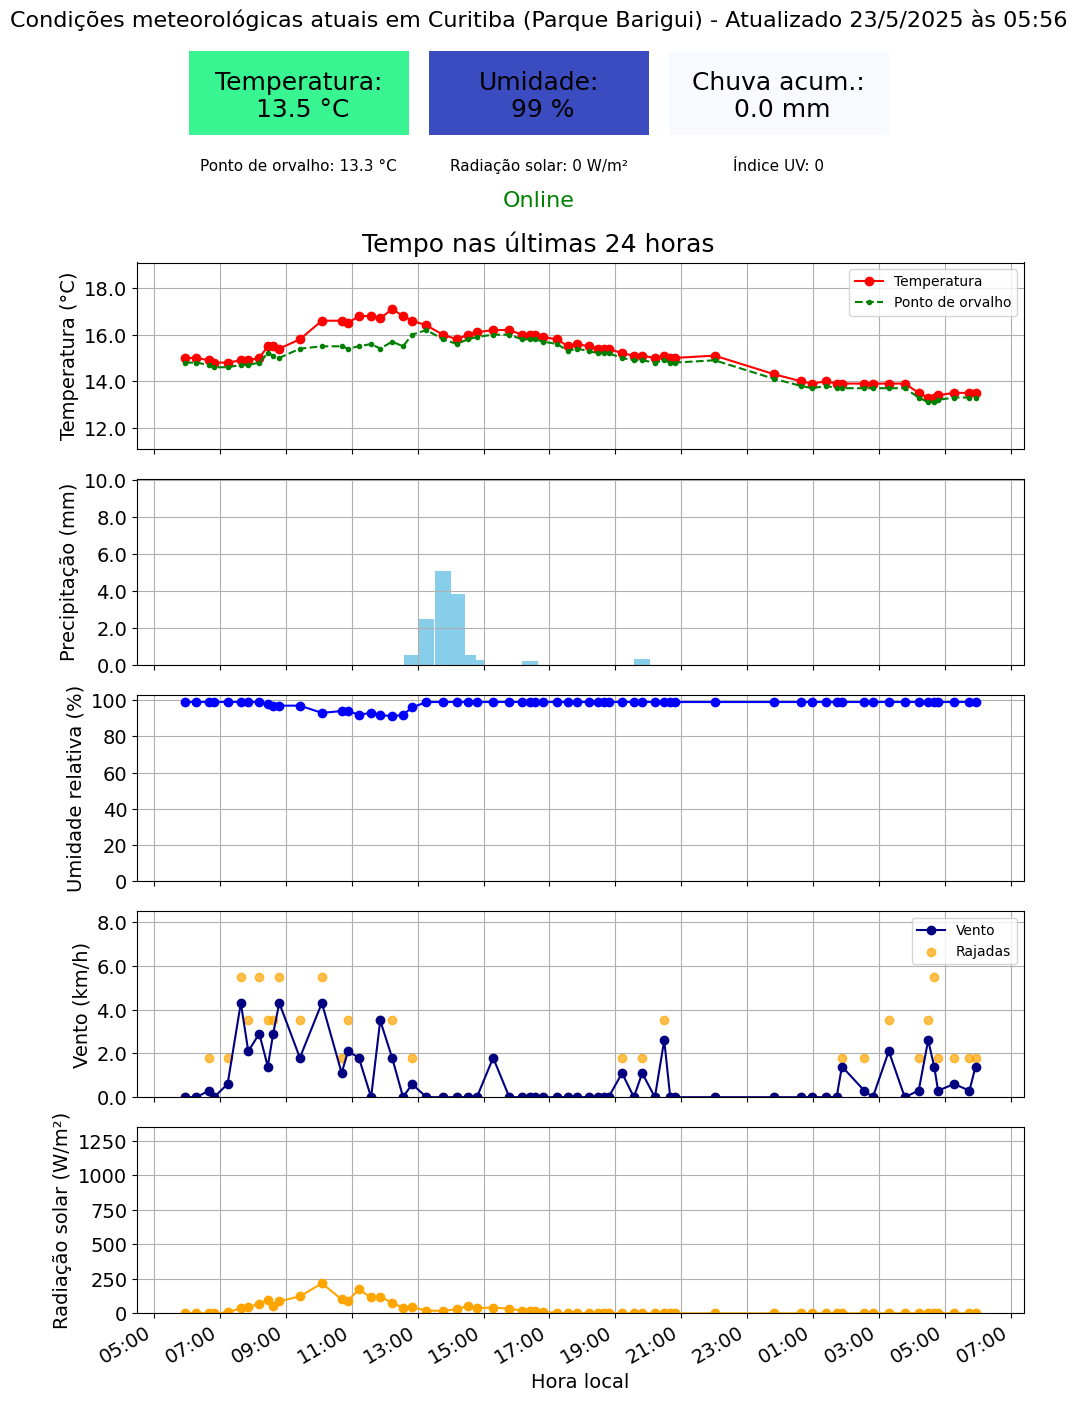 Condições meteorológicas atuais em Curitiba (Parque Barigui) - Atualizado 23/5/2025 às 05:56
Temperatura:
13.5 °C
Umidade:
99 %
Chuva acum.:
0.0 mm
Ponto de orvalho: 13.3 °C
Radiação solar: 0 W/m²
Índice UV: 0
Online
Tempo nas últimas 24 horas
Temperatura (°C)
18.0
16.0
14.0
12.0
Temperatura
Ponto de orvalho
Precipitação (mm)
10.0
8.0
6.0
4.0
2.0
0.0
Umidade relativa (%)
100
80
60
40
20
0
Vento (km/h)
8.0
6.0
4.0
2.0
0.0
Vento
Rajadas
Radiação solar (W/m²)
1250
1000
750
500
250
0
05:00
07:00
09:00
11:00
13:00
15:00
17:00
19:00
21:00
23:00
01:00
03:00
05:00
07:00
Hora local